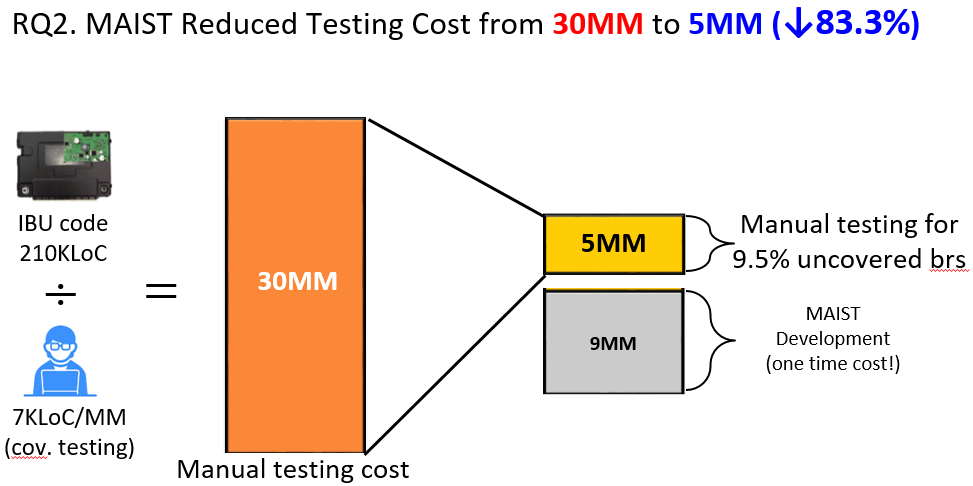 RQ2. MAIST Reduced Testing Cost from 30MM to 5MM (↓83.3%)
IBU code
210KLoC
÷
7KLoC/MM
(cov. testing)
=
30MM
Manual testing cost
5MM
Manual testing for
9.5% uncovered brs
9MM
MAIST
Development
(one time cost!)